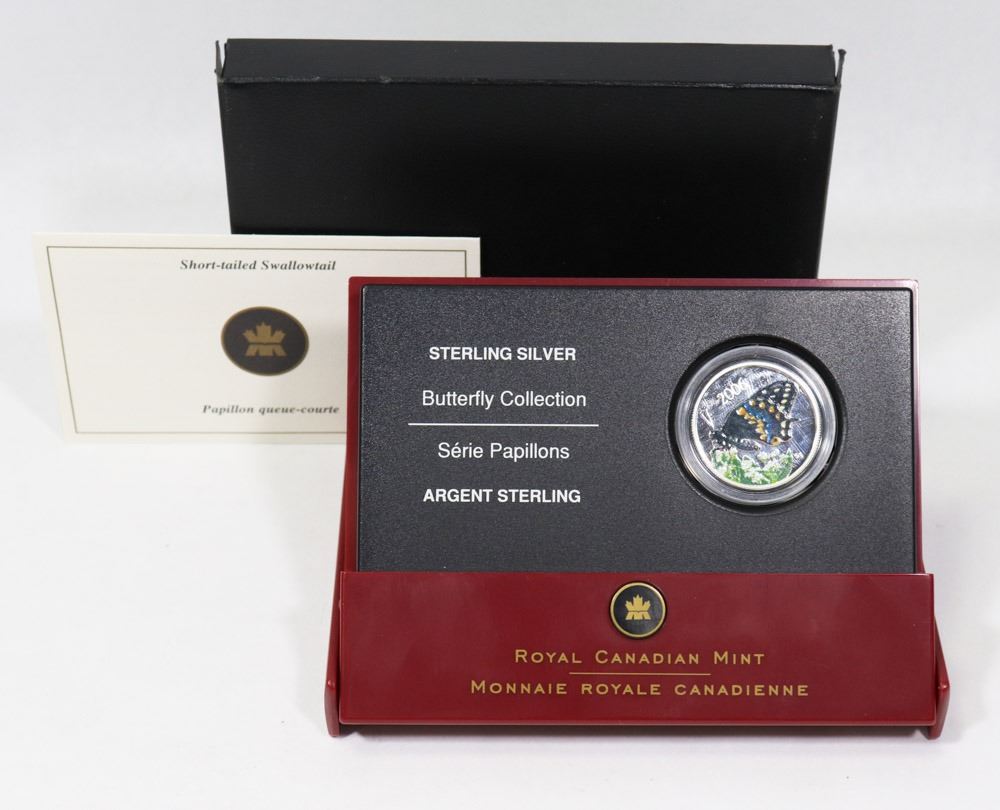 Short-tailed Swallowtail
Papillon queue-courte
STERLING SILVER
Butterfly Collection
Série Papillons
ARGENT STERLING
2006
ROYAL CANADIAN MINT
MONNAIE ROYALE CANADIENNE